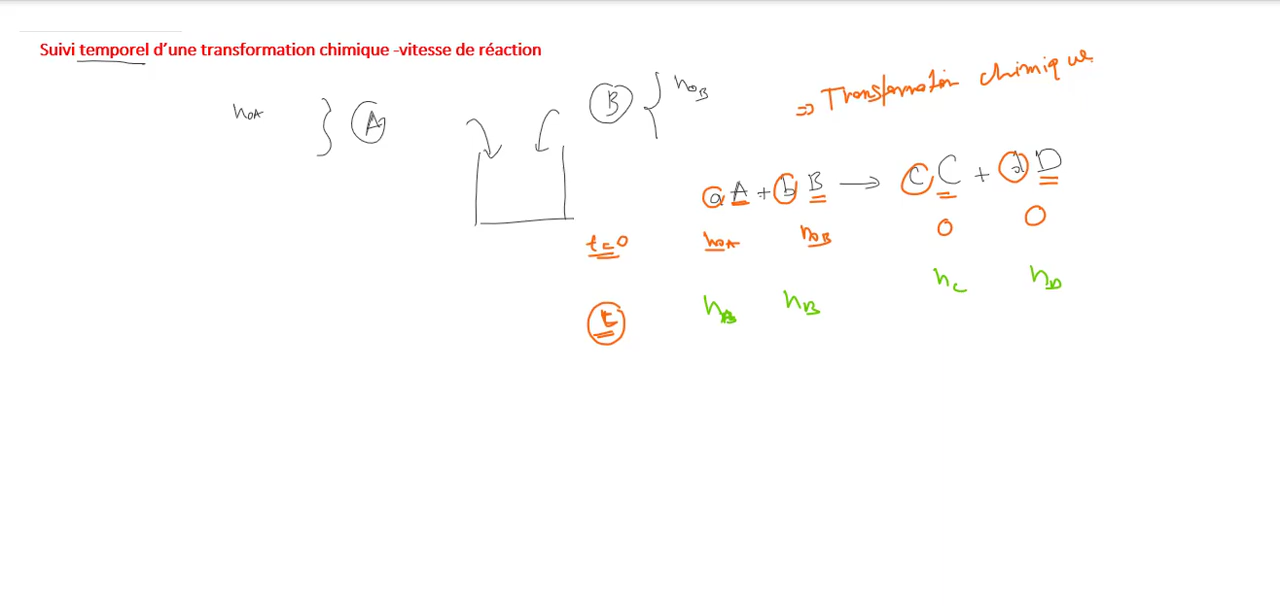 Suivi temporel d'une transformation chimique -vitesse de réaction
⇒ Transformation chimique
n0A } A
B } n0B
aA + bB → cC + dD
t=0 n0A n0B 0 0
t nA nB nC nD